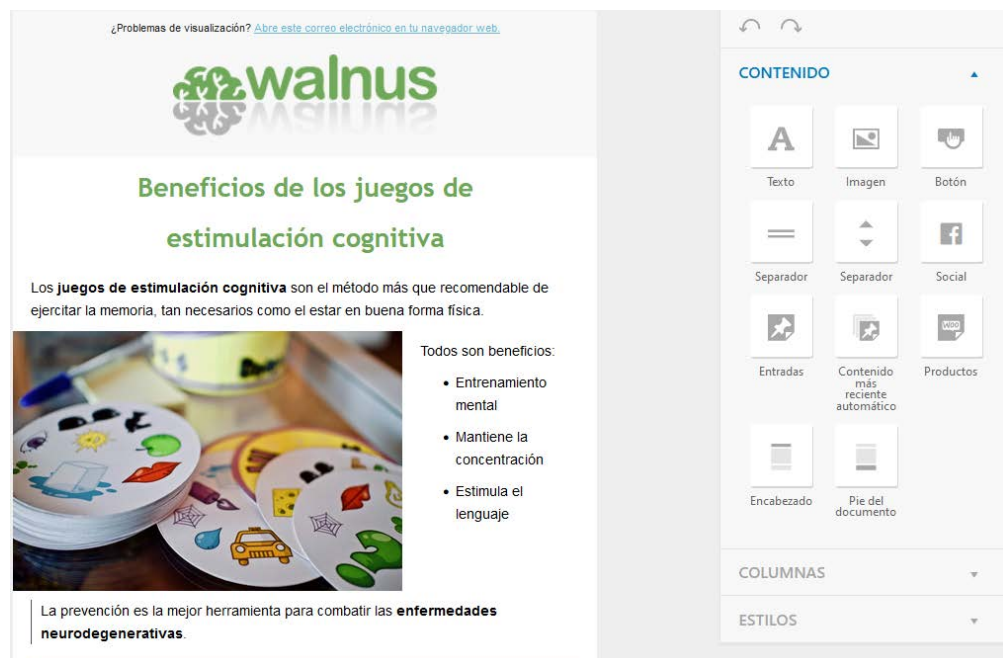 ¿Problemas de visualización? Abre este correo electrónico en tu navegador web.
walnus
Beneficios de los juegos de
estimulación cognitiva
Los juegos de estimulación cognitiva son el método más que recomendable de
ejercitar la memoria, tan necesarios como el estar en buena forma física.
Todos son beneficios:
• Entrenamiento
mental
• Mantiene la
concentración
• Estimula el
lenguaje
La prevención es la mejor herramienta para combatir las enfermedades
neurodegenerativas.
CONTENIDO
A
Texto
Imagen
Botón
Separador
Separador
f
Social
Entradas
Contenido
más
reciente
automático
WOO
Productos
Encabezado
Pie del
documento
COLUMNAS
ESTILOS